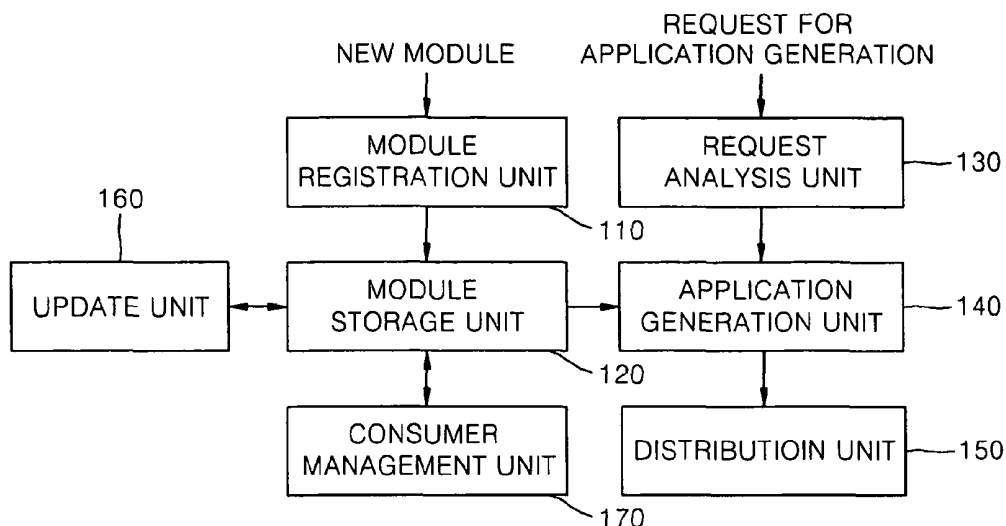 NEW MODULE
REQUEST FOR
APPLICATION GENERATION
MODULE
REGISTRATION UNIT
110
REQUEST
ANALYSIS UNIT
130
160
UPDATE UNIT
MODULE
STORAGE UNIT
120
APPLICATION
GENERATION UNIT
140
CONSUMER
MANAGEMENT UNIT
170
DISTRIBUTIOIN UNIT
150